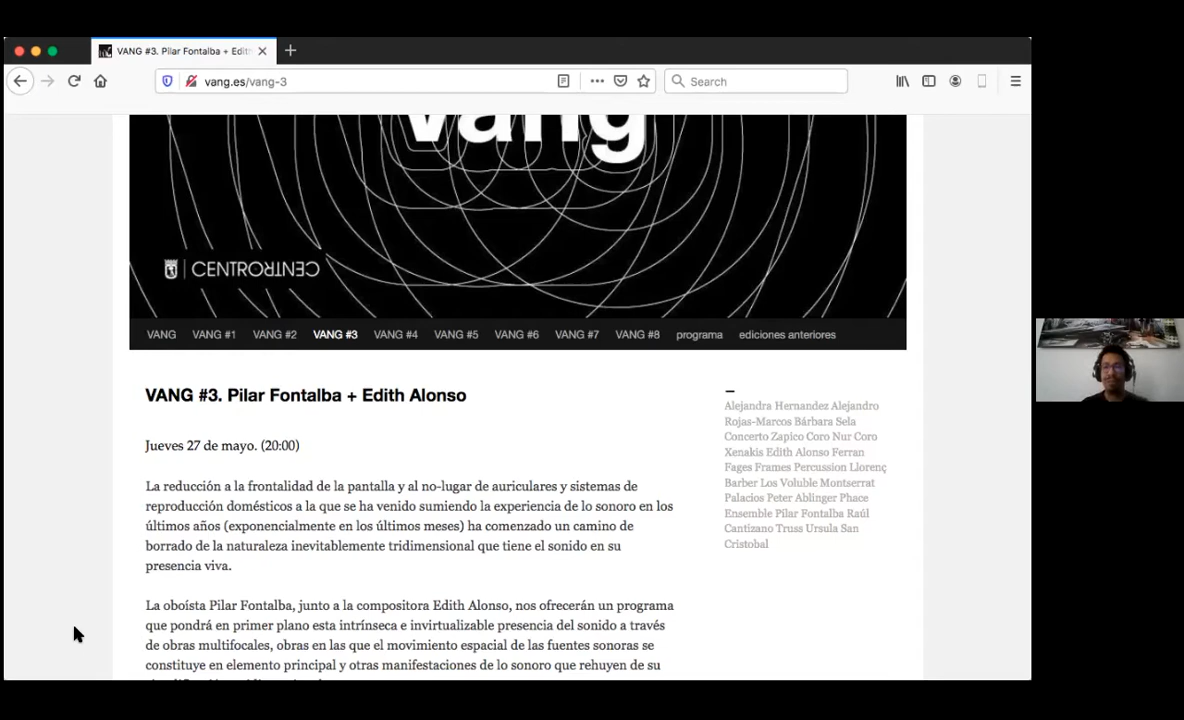 VANG #3. Pilar Fontalba + Edith
vang.es/vang-3
Search
vang
CENTROCENTRO
VANG VANG #1 VANG #2 VANG #3 VANG #4 VANG #5 VANG #6 VANG #7 VANG #8 programa ediciones anteriores
VANG #3. Pilar Fontalba + Edith Alonso
Jueves 27 de mayo. (20:00)
La reducción a la frontalidad de la pantalla y al no-lugar de auriculares y sistemas de
reproducción domésticos a la que se ha venido sumiendo la experiencia de lo sonoro en los
últimos años (exponencialmente en los últimos meses) ha comenzado un camino de
borrado de la naturaleza inevitablemente tridimensional que tiene el sonido en su
presencia viva.
La oboísta Pilar Fontalba, junto a la compositora Edith Alonso, nos ofrecerán un programa
que pondrá en primer plano esta intrínseca e invirtualizable presencia del sonido a través
de obras multifocales, obras en las que el movimiento espacial de las fuentes sonoras se
constituye en elemento principal y otras manifestaciones de lo sonoro que rehuyen de su
–
Alejandra Hernandez Alejandro
Rojas-Marcos Bárbara Sela
Concerto Zapico Coro Nur Coro
Xenakis Edith Alonso Ferran
Fages Frames Percussion Llorenç
Barber Los Voluble Montserrat
Palacios Peter Ablinger Phace
Ensemble Pilar Fontalba Raúl
Cantizano Truss Ursula San
Cristobal